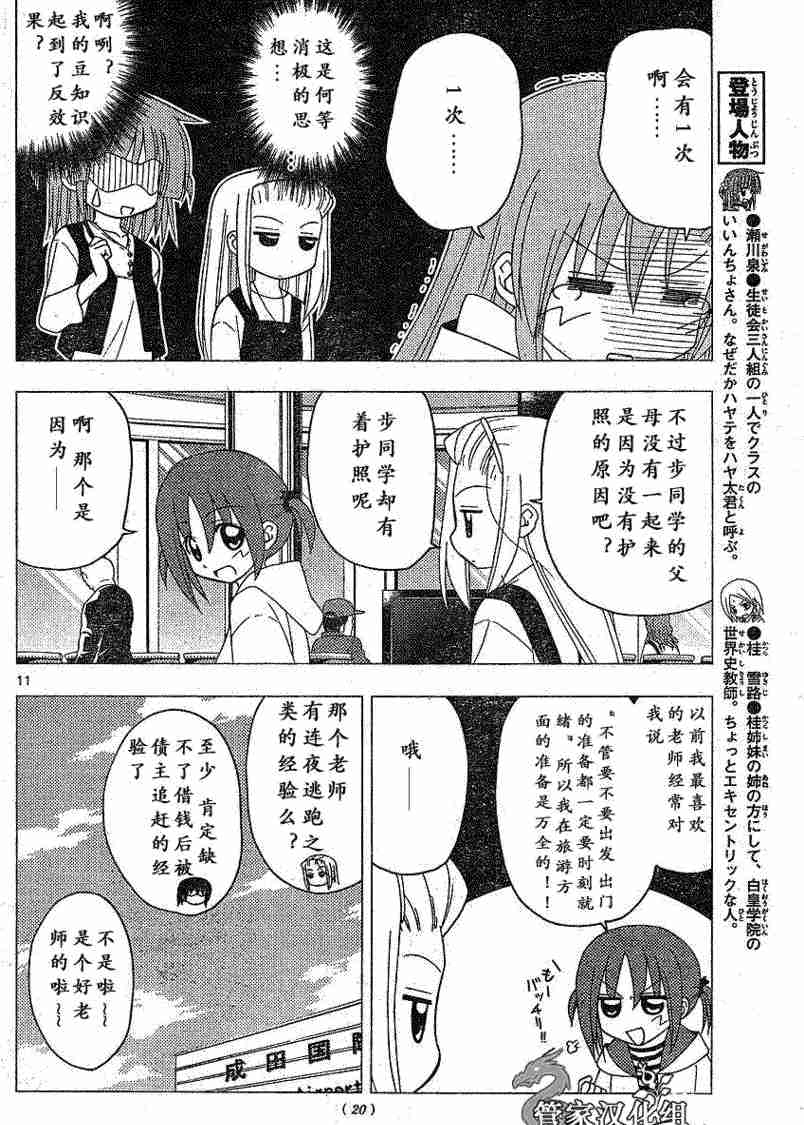 会有1次
啊……
1次……
这是何等
消极的思
想…
啊咧?
我的豆知识
起到了反效
果?
不过步同学的父
母没有一起来
是因为没有护
照的原因吧?
步同学却有
着护照呢
啊 那个是
因为——
11
以前我最喜欢
的老师经常对
我说
"不管要不要出发 出门
的准备都一定要时刻就
绪"所以我在旅游方
面的准备是万全的!!
もー
バッチリ!
哦——
那个老师
有连夜逃跑之
类的经验么?
至少 肯定缺
不了借钱后被
债主追赶的经
验了
不是啦~
是个好老
师的啦~~
成田国际
Airport
(20)
管家汉化组
登場人物
とうじょうじんぶつ
●瀬川泉●生徒会三人組の一人でクラスの
いいんちょさん。なぜだかハヤテをハヤ太君と呼ぶ。
●桂 雪路●桂姉妹の姉の方にして、白皇学院の
世界史教師。ちょっとエキセントリックな人。